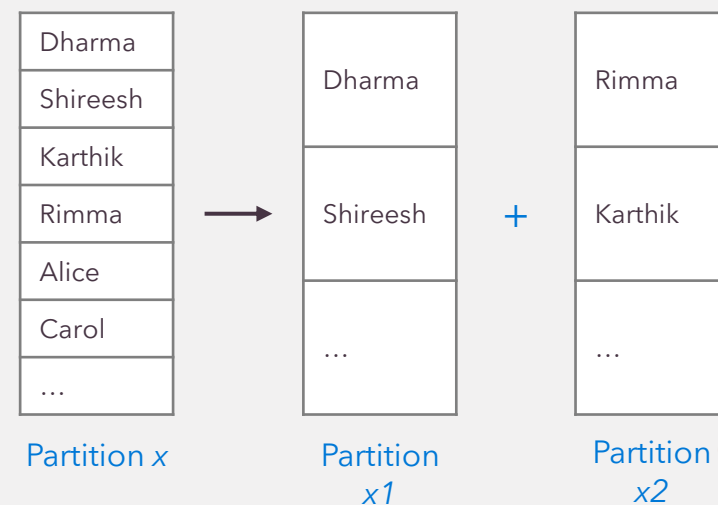 Dharma
Shireesh
Karthik
Rimma
Alice
Carol
…
Partition x
Dharma
Shireesh
…
Partition
x1
+
Rimma
Karthik
…
Partition
x2